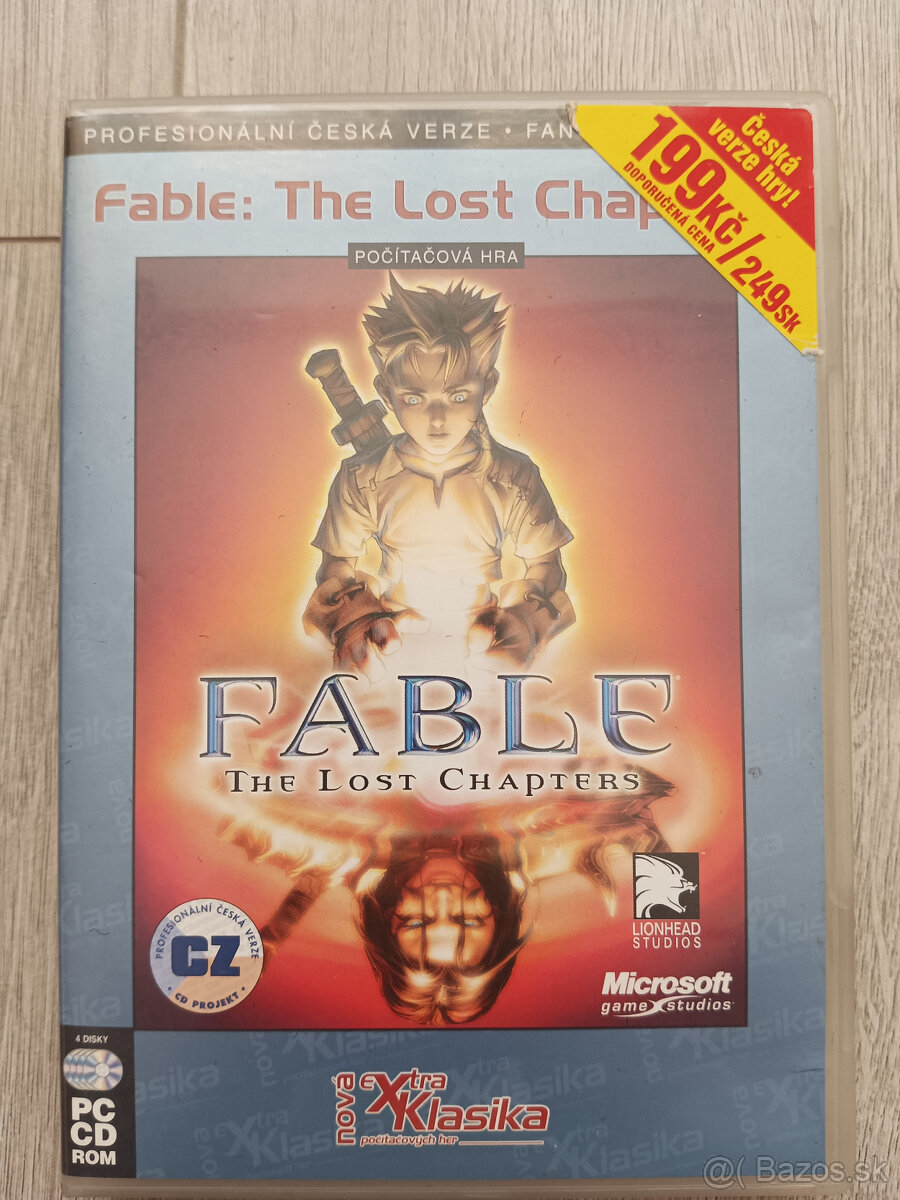 PROFESIONÁLNÍ ČESKÁ VERZE • FAN
Česká
verze hry!
199Kč/249sk
DOPORUČENÁ CENA
Fable: The Lost Chap
POČÍTAČOVÁ HRA
FABLE
THE LOST CHAPTERS
PROFESIONÁLNÍ ČESKÁ VERZE
CZ
• CD PROJEKT •
LIONHEAD
STUDIOS
Microsoft
game studios
4 DISKY
PC
CD
ROM
nová
eXtra
Klasika
počítačových her
@( Bazos.sk